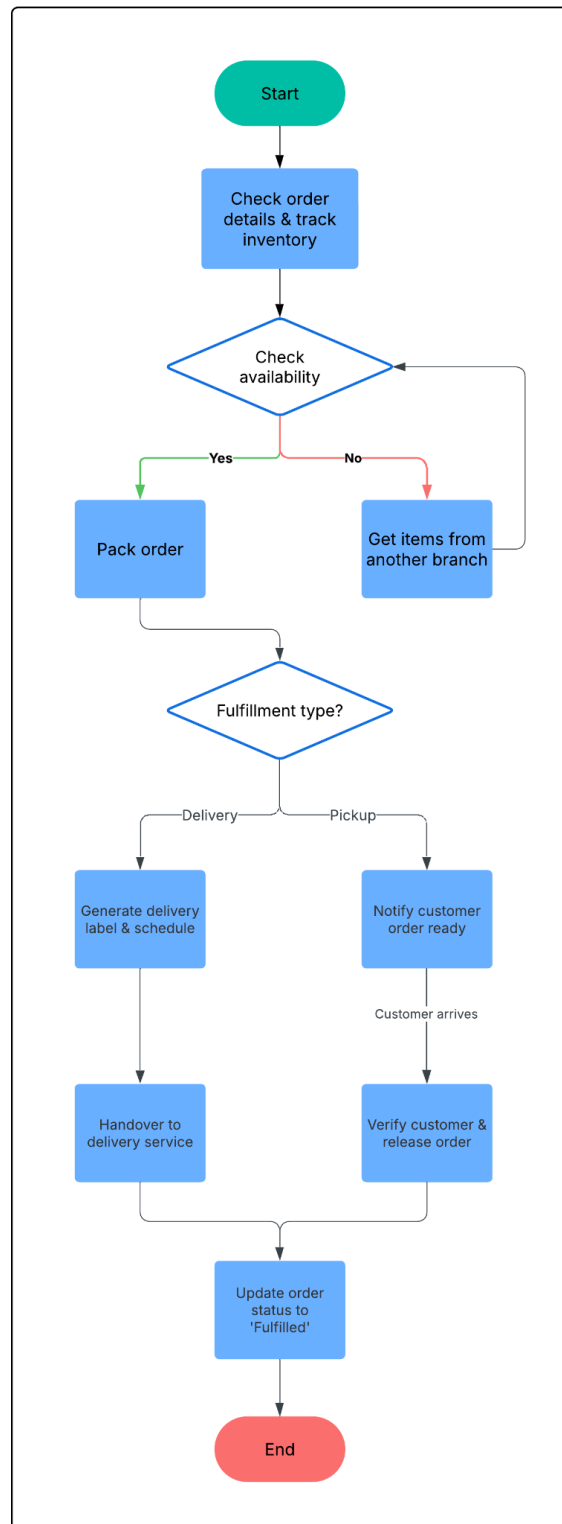 Start
Check order
details & track
inventory
Check
availability
Yes
No
Pack order
Get items from
another branch
Fulfillment type?
Delivery
Pickup
Generate delivery
label & schedule
Notify customer
order ready
Customer arrives
Handover to
delivery service
Verify customer &
release order
Update order
status to
'Fulfilled'
End